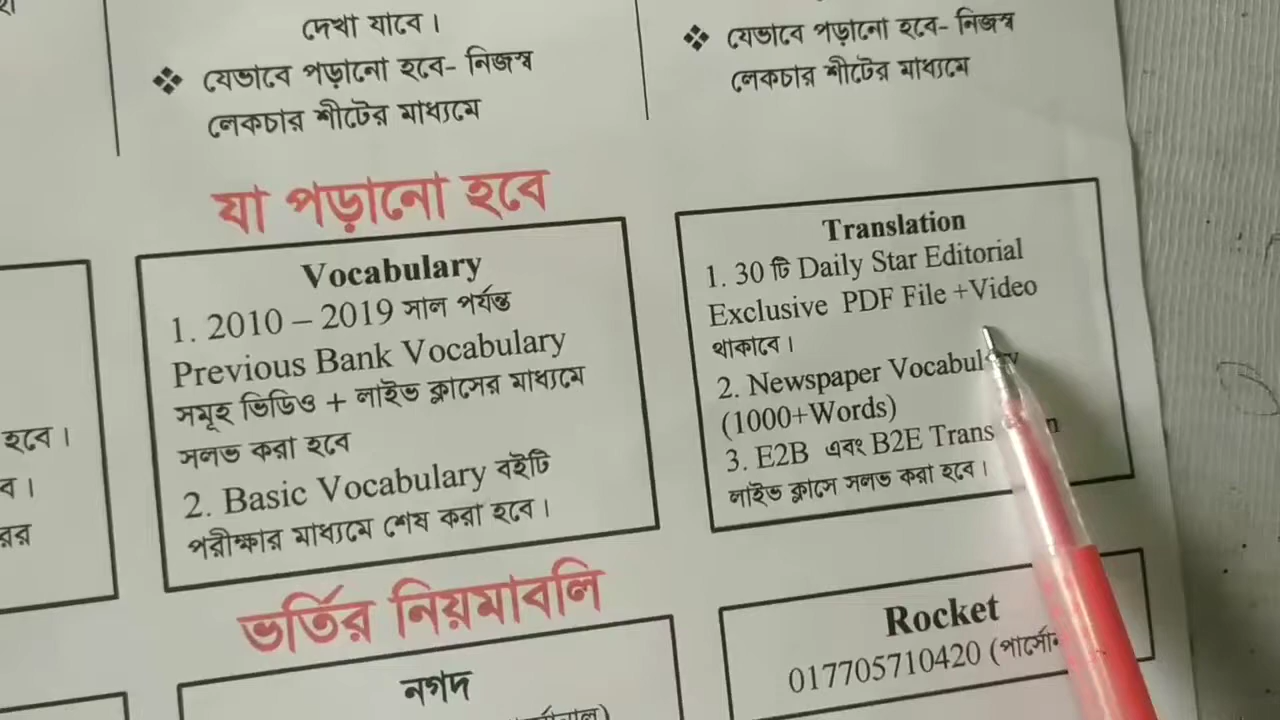 দেখা যাবে।
❖ যেভাবে পড়ানো হবে- নিজস্ব
লেকচার শীটের মাধ্যমে
❖ যেভাবে পড়ানো হবে- নিজস্ব
লেকচার শীটের মাধ্যমে
যা পড়ানো হবে
হবে।
Vocabulary
1. 2010 – 2019 সাল পর্যন্ত
Previous Bank Vocabulary
সমূহ ভিডিও + লাইভ ক্লাসের মাধ্যমে
সলভ করা হবে
2. Basic Vocabulary বইটি
পরীক্ষার মাধ্যমে শেষ করা হবে।
Translation
1. 30 টি Daily Star Editorial
Exclusive PDF File +Video
থাকাবে।
2. Newspaper Vocabulary
(1000+Words)
3. E2B এবং B2E
লাইভ ক্লাসে সলভ করা হবে।
ভর্তির নিয়মাবলি
নগদ
Rocket
017705710420